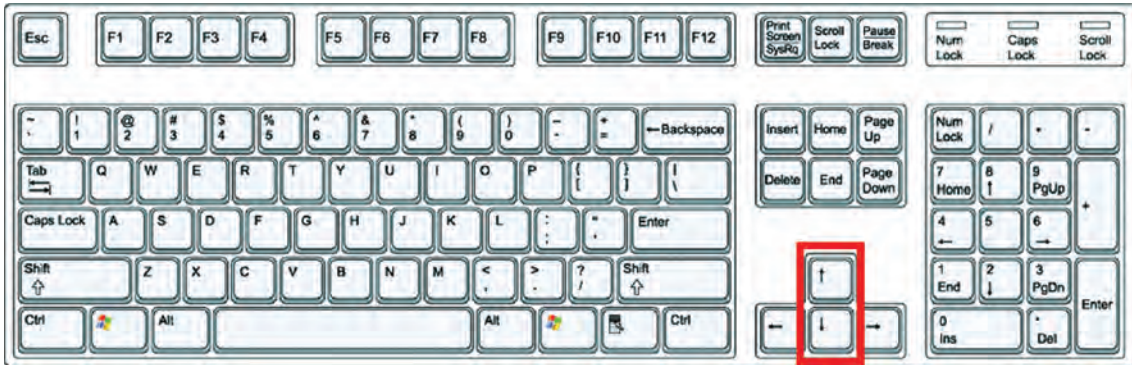 Esc F1 F2 F3 F4 F5 F6 F7 F8 F9 F10 F11 F12 Print Screen SysRq Scroll Lock Pause Break Num Lock Caps Lock Scroll Lock
~ ` ! 1 @ 2 # 3 $ 4 % 5 ^ 6 & 7 * 8 ( 9 ) 0 – - + = ←Backspace Insert Home Page Up Num Lock / * -
Tab Q W E R T Y U I O P { [ } ] | \ Delete End Page Down 7 Home 8 ↑ 9 PgUp +
Caps Lock A S D F G H J K L : ; " ' Enter 4 ← 5 6 →
Shift Z X C V B N M < , > . ? / Shift ↑ 1 End 2 ↓ 3 PgDn Enter
Ctrl Alt Alt Ctrl ← ↓ → 0 Ins . Del